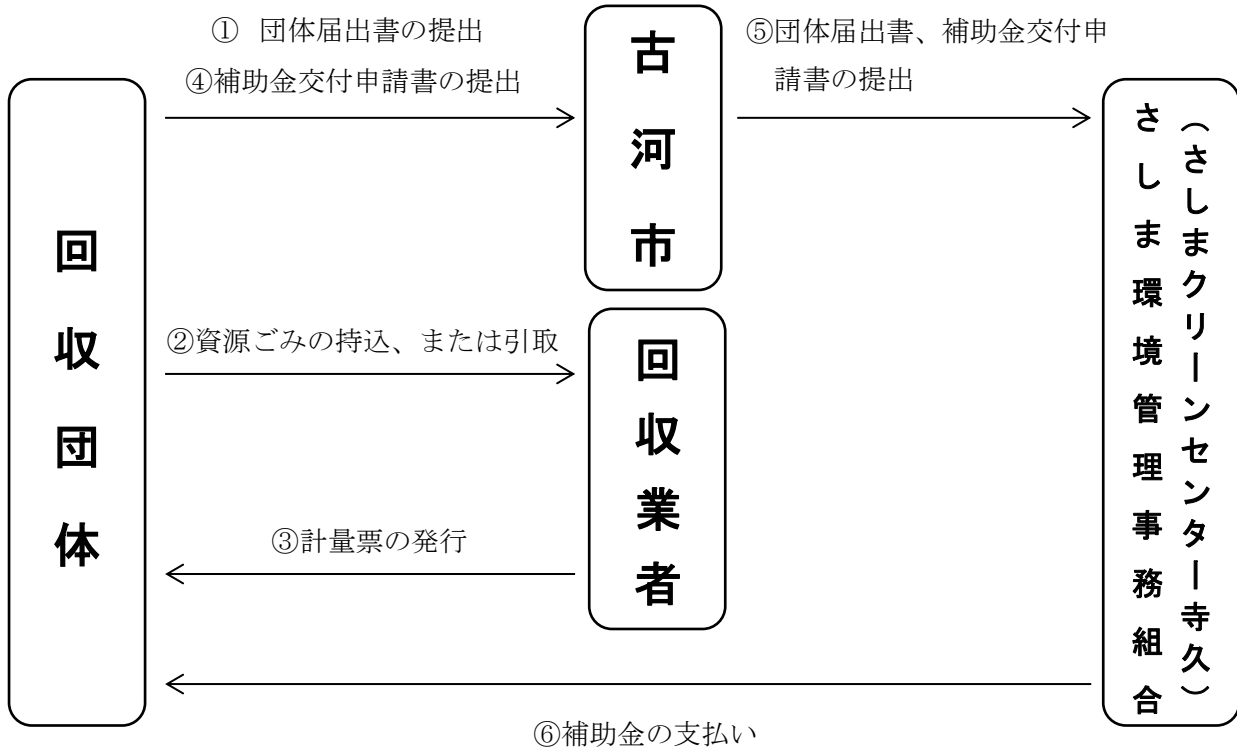 ① 団体届出書の提出
④補助金交付申請書の提出
古河市
⑤団体届出書、補助金交付申
請書の提出
回収団体
②資源ごみの持込、または引取
回収業者
③計量票の発行
さしま環境管理事務組合
（さしまクリーンセンター寺久）
⑥補助金の支払い